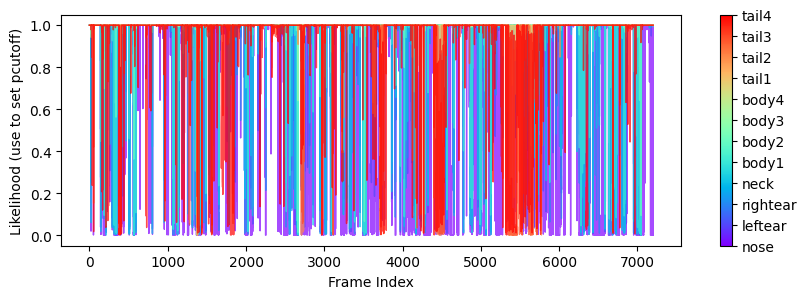 Likelihood (use to set pcutoff)
1.0
0.8
0.6
0.4
0.2
0.0
0 1000 2000 3000 4000 5000 6000 7000
Frame Index
tail4
tail3
tail2
tail1
body4
body3
body2
body1
neck
rightear
leftear
nose